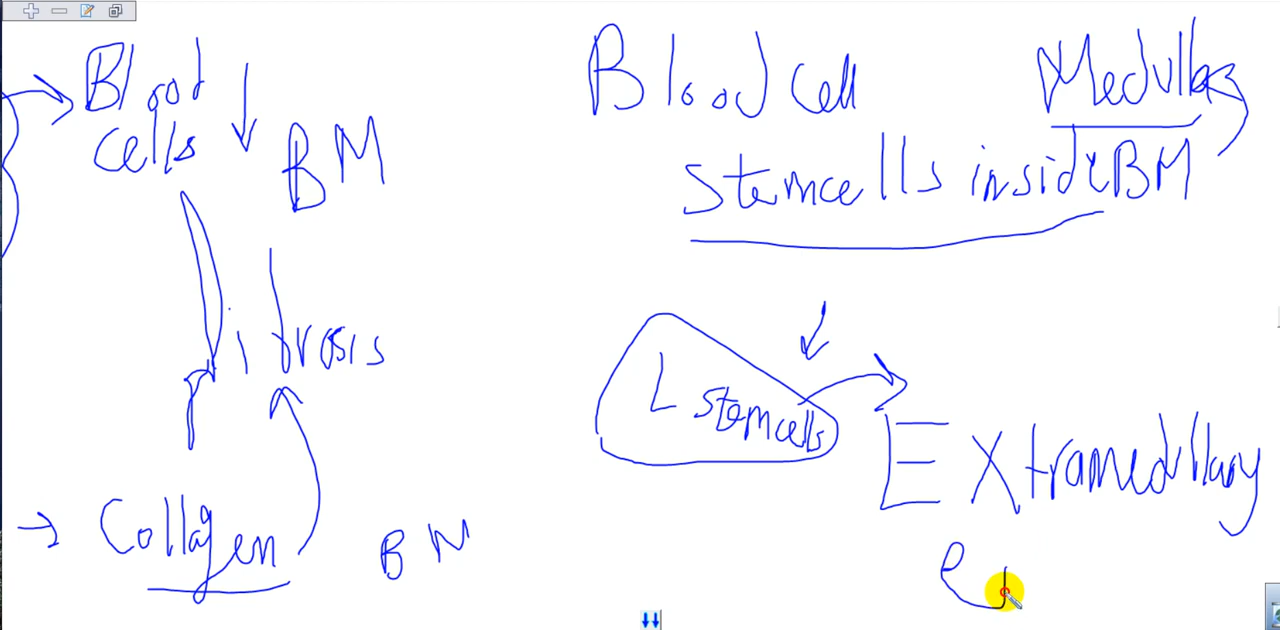 Blood
cells ↓ BM
Fibrosis
→ Collagen
BM
Blood cell
stemcells inside BM
Medullary
L stemcells
Extramedullary